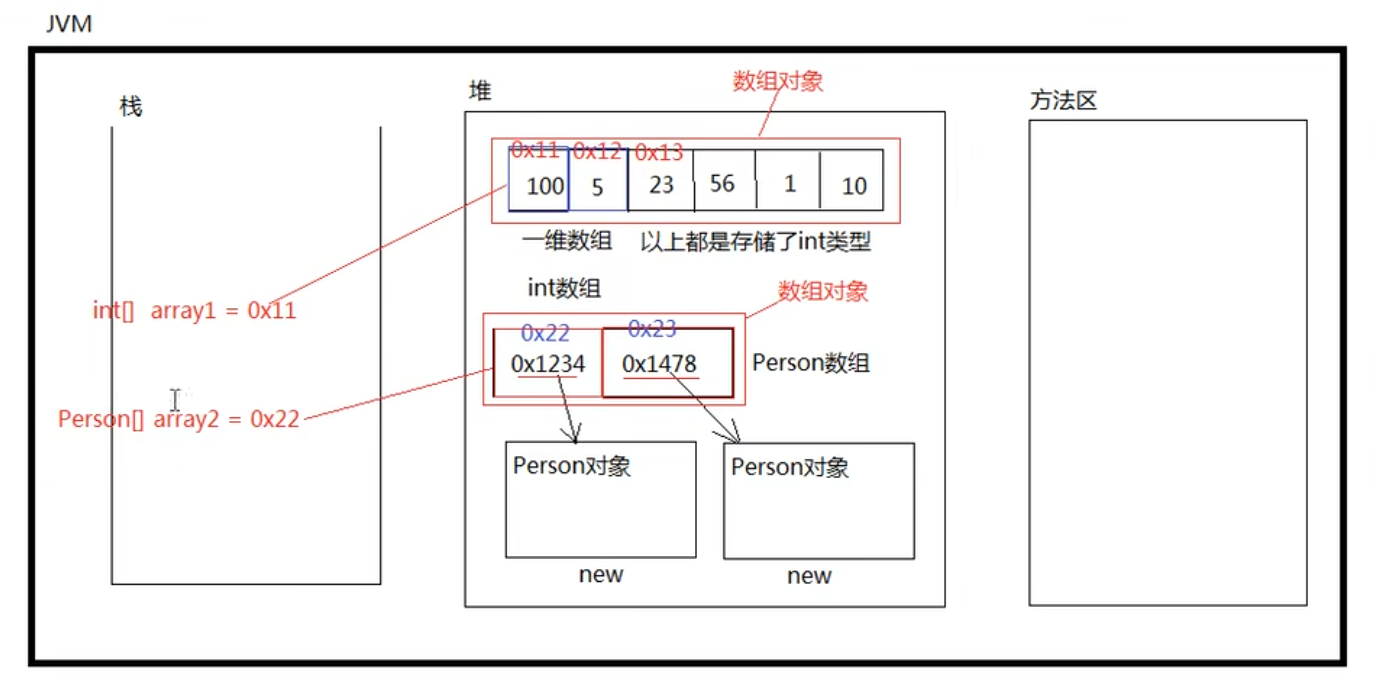 JVM
栈
堆
数组对象
方法区
0x11 0x12 0x13
100 5 23 56 1 10
一维数组 以上都是存储了int类型
int数组
数组对象
int[] array1 = 0x11
0x22 0x23
0x1234 0x1478
Person数组
Person[] array2 = 0x22
Person对象 Person对象
new new